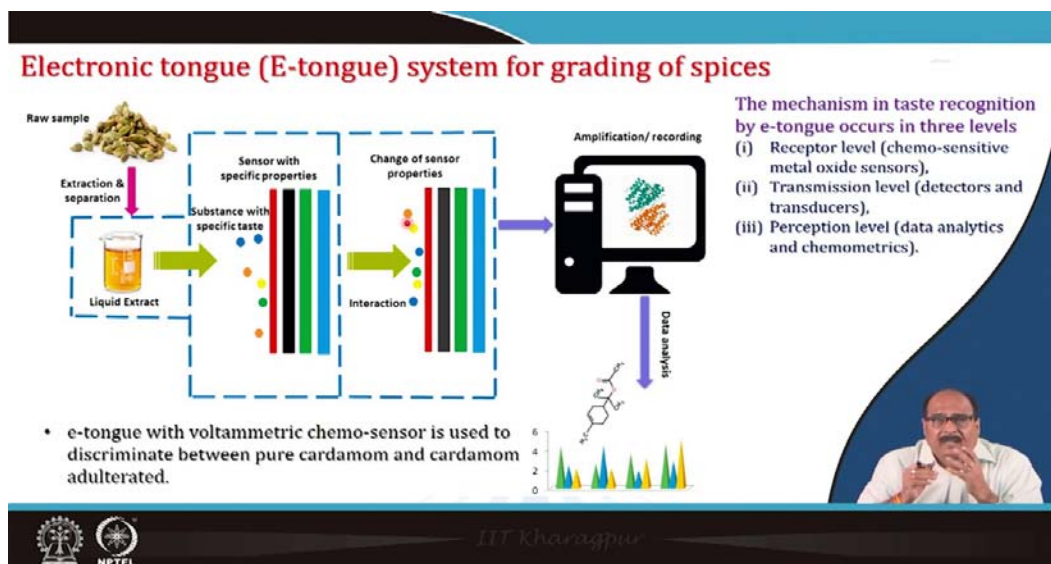 Electronic tongue (E-tongue) system for grading of spices
Raw sample
Extraction &
separation
Liquid Extract
Sensor with
specific properties
Substance with
specific taste
Change of sensor
properties
Interaction
Amplification/ recording
Data analysis
The mechanism in taste recognition
by e-tongue occurs in three levels
(i) Receptor level (chemo-sensitive
metal oxide sensors),
(ii) Transmission level (detectors and
transducers),
(iii) Perception level (data analytics
and chemometrics).
• e-tongue with voltammetric chemo-sensor is used to
discriminate between pure cardamom and cardamom
adulterated.
6
4
2
0
IIT Kharagpur
NPTEL